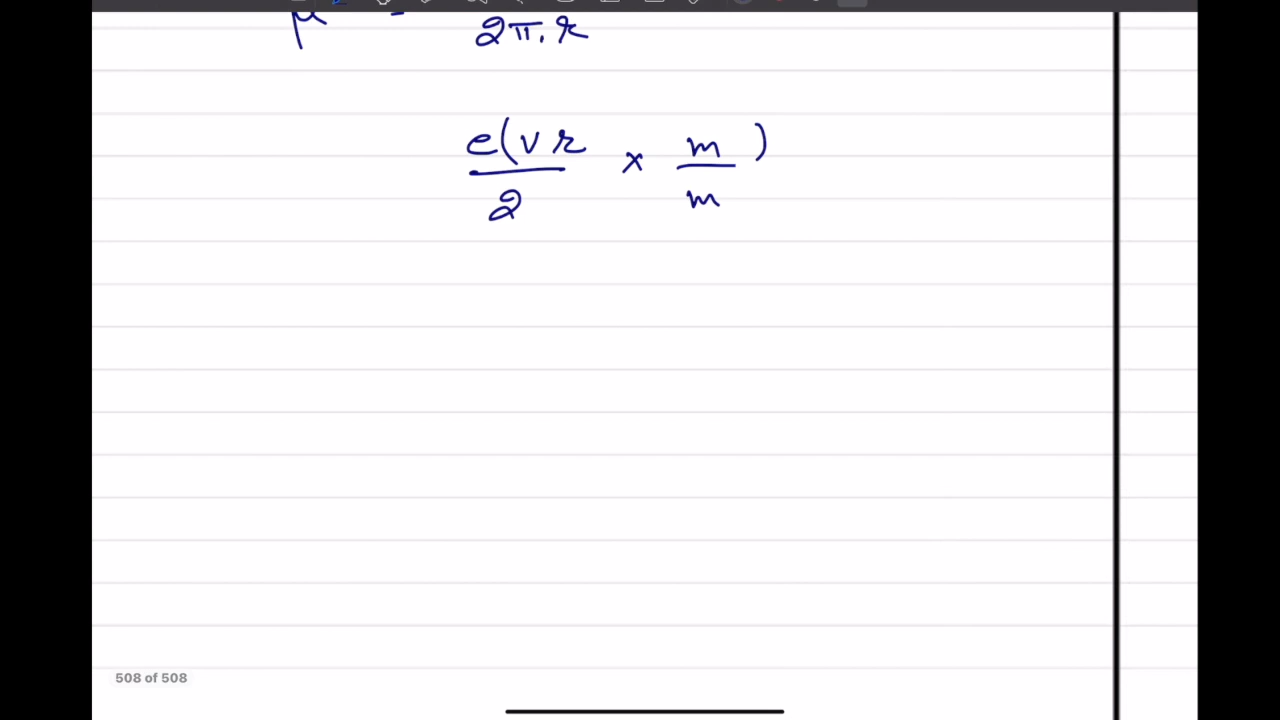 μ = 2π.r
e(vr/2 × m/m)
508 of 508